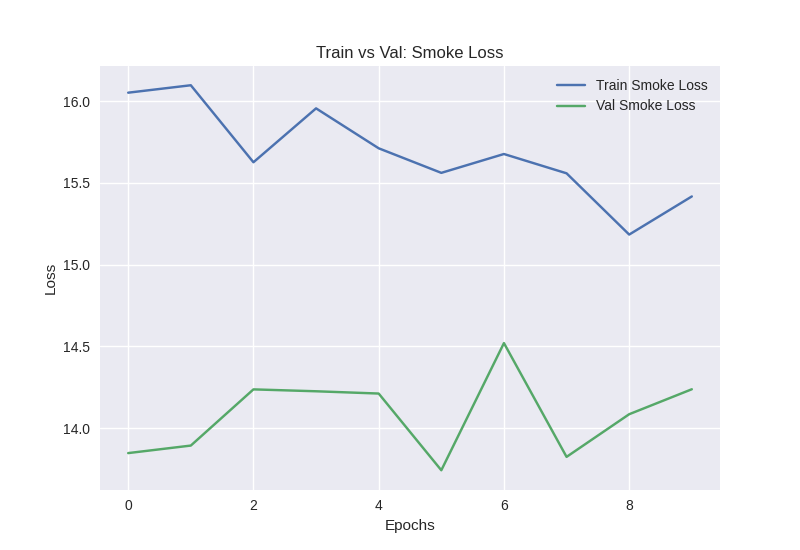 Train vs Val: Smoke Loss
Train Smoke Loss
Val Smoke Loss
16.0
15.5
15.0
14.5
14.0
Loss
0 2 4 6 8
Epochs